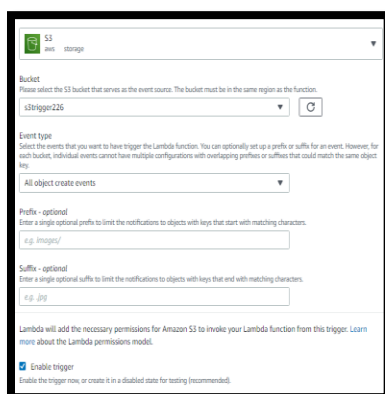 S3
aws storage
Bucket
Please select the S3 bucket that serves as the event source. The bucket must be in the same region as the function.
s3trigger226
Event type
Select the events that you want to have trigger the Lambda function. You can optionally set up a prefix or suffix for an event. However, for
each bucket, individual events cannot have multiple configurations with overlapping prefixes or suffixes that could match the same object
key.
All object create events
Prefix - optional
Enter a single optional prefix to limit the notifications to objects with keys that start with matching characters.
e.g. images/
Suffix - optional
Enter a single optional suffix to limit the notifications to objects with keys that end with matching characters.
e.g. .jpg
Lambda will add the necessary permissions for Amazon S3 to invoke your Lambda function from this trigger. Learn
more about the Lambda permissions model.
Enable trigger
Enable the trigger now, or create it in a disabled state for testing (recommended).